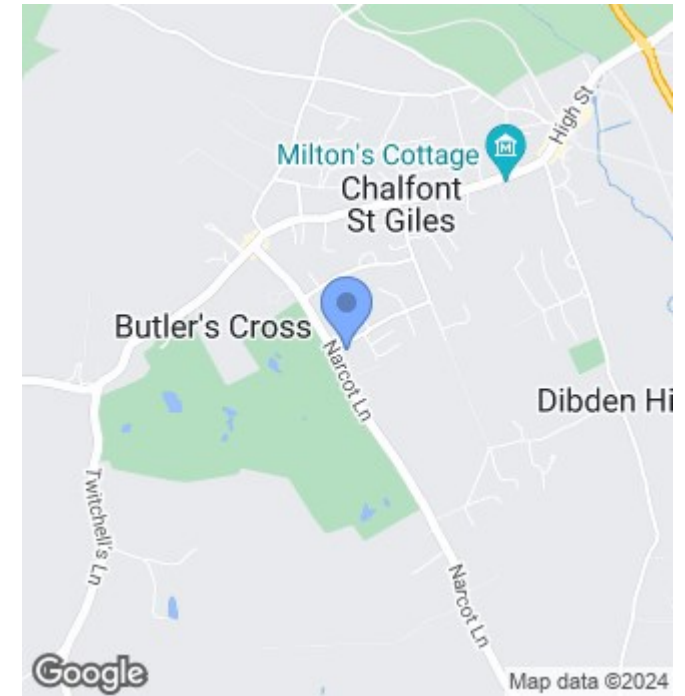 High St
Milton's Cottage
Chalfont
St Giles
Butler's Cross
Narcot Ln
Dibden Hi
Twitchell's Ln
Narcot Ln
Google
Map data ©2024